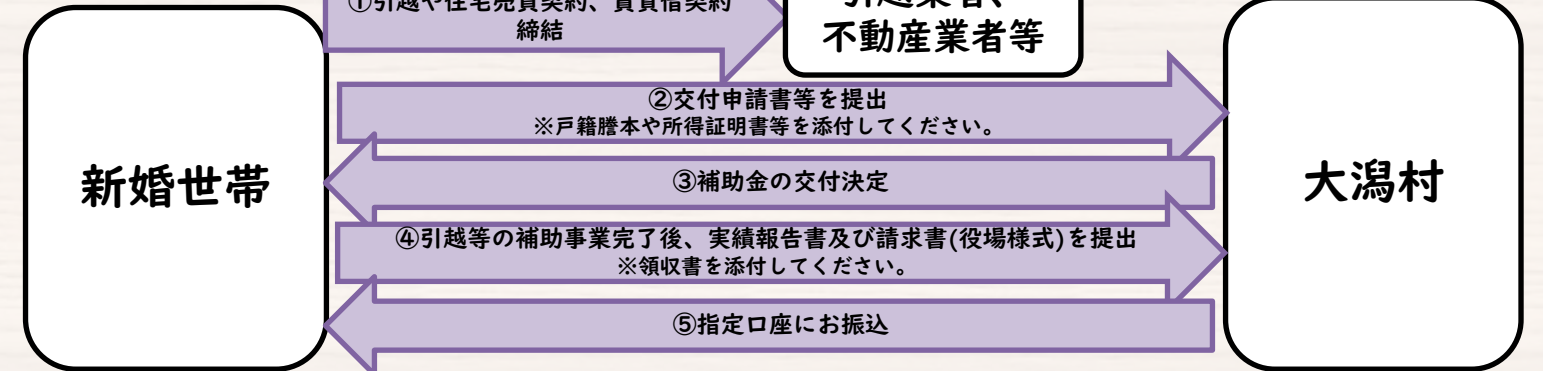 ①引越や住宅売買契約、賃貸借契約
締結
引越業者、
不動産業者等
②交付申請書等を提出
※戸籍謄本や所得証明書等を添付してください。
新婚世帯
③補助金の交付決定
大潟村
④引越等の補助事業完了後、実績報告書及び請求書(役場様式)を提出
※領収書を添付してください。
⑤指定口座にお振込